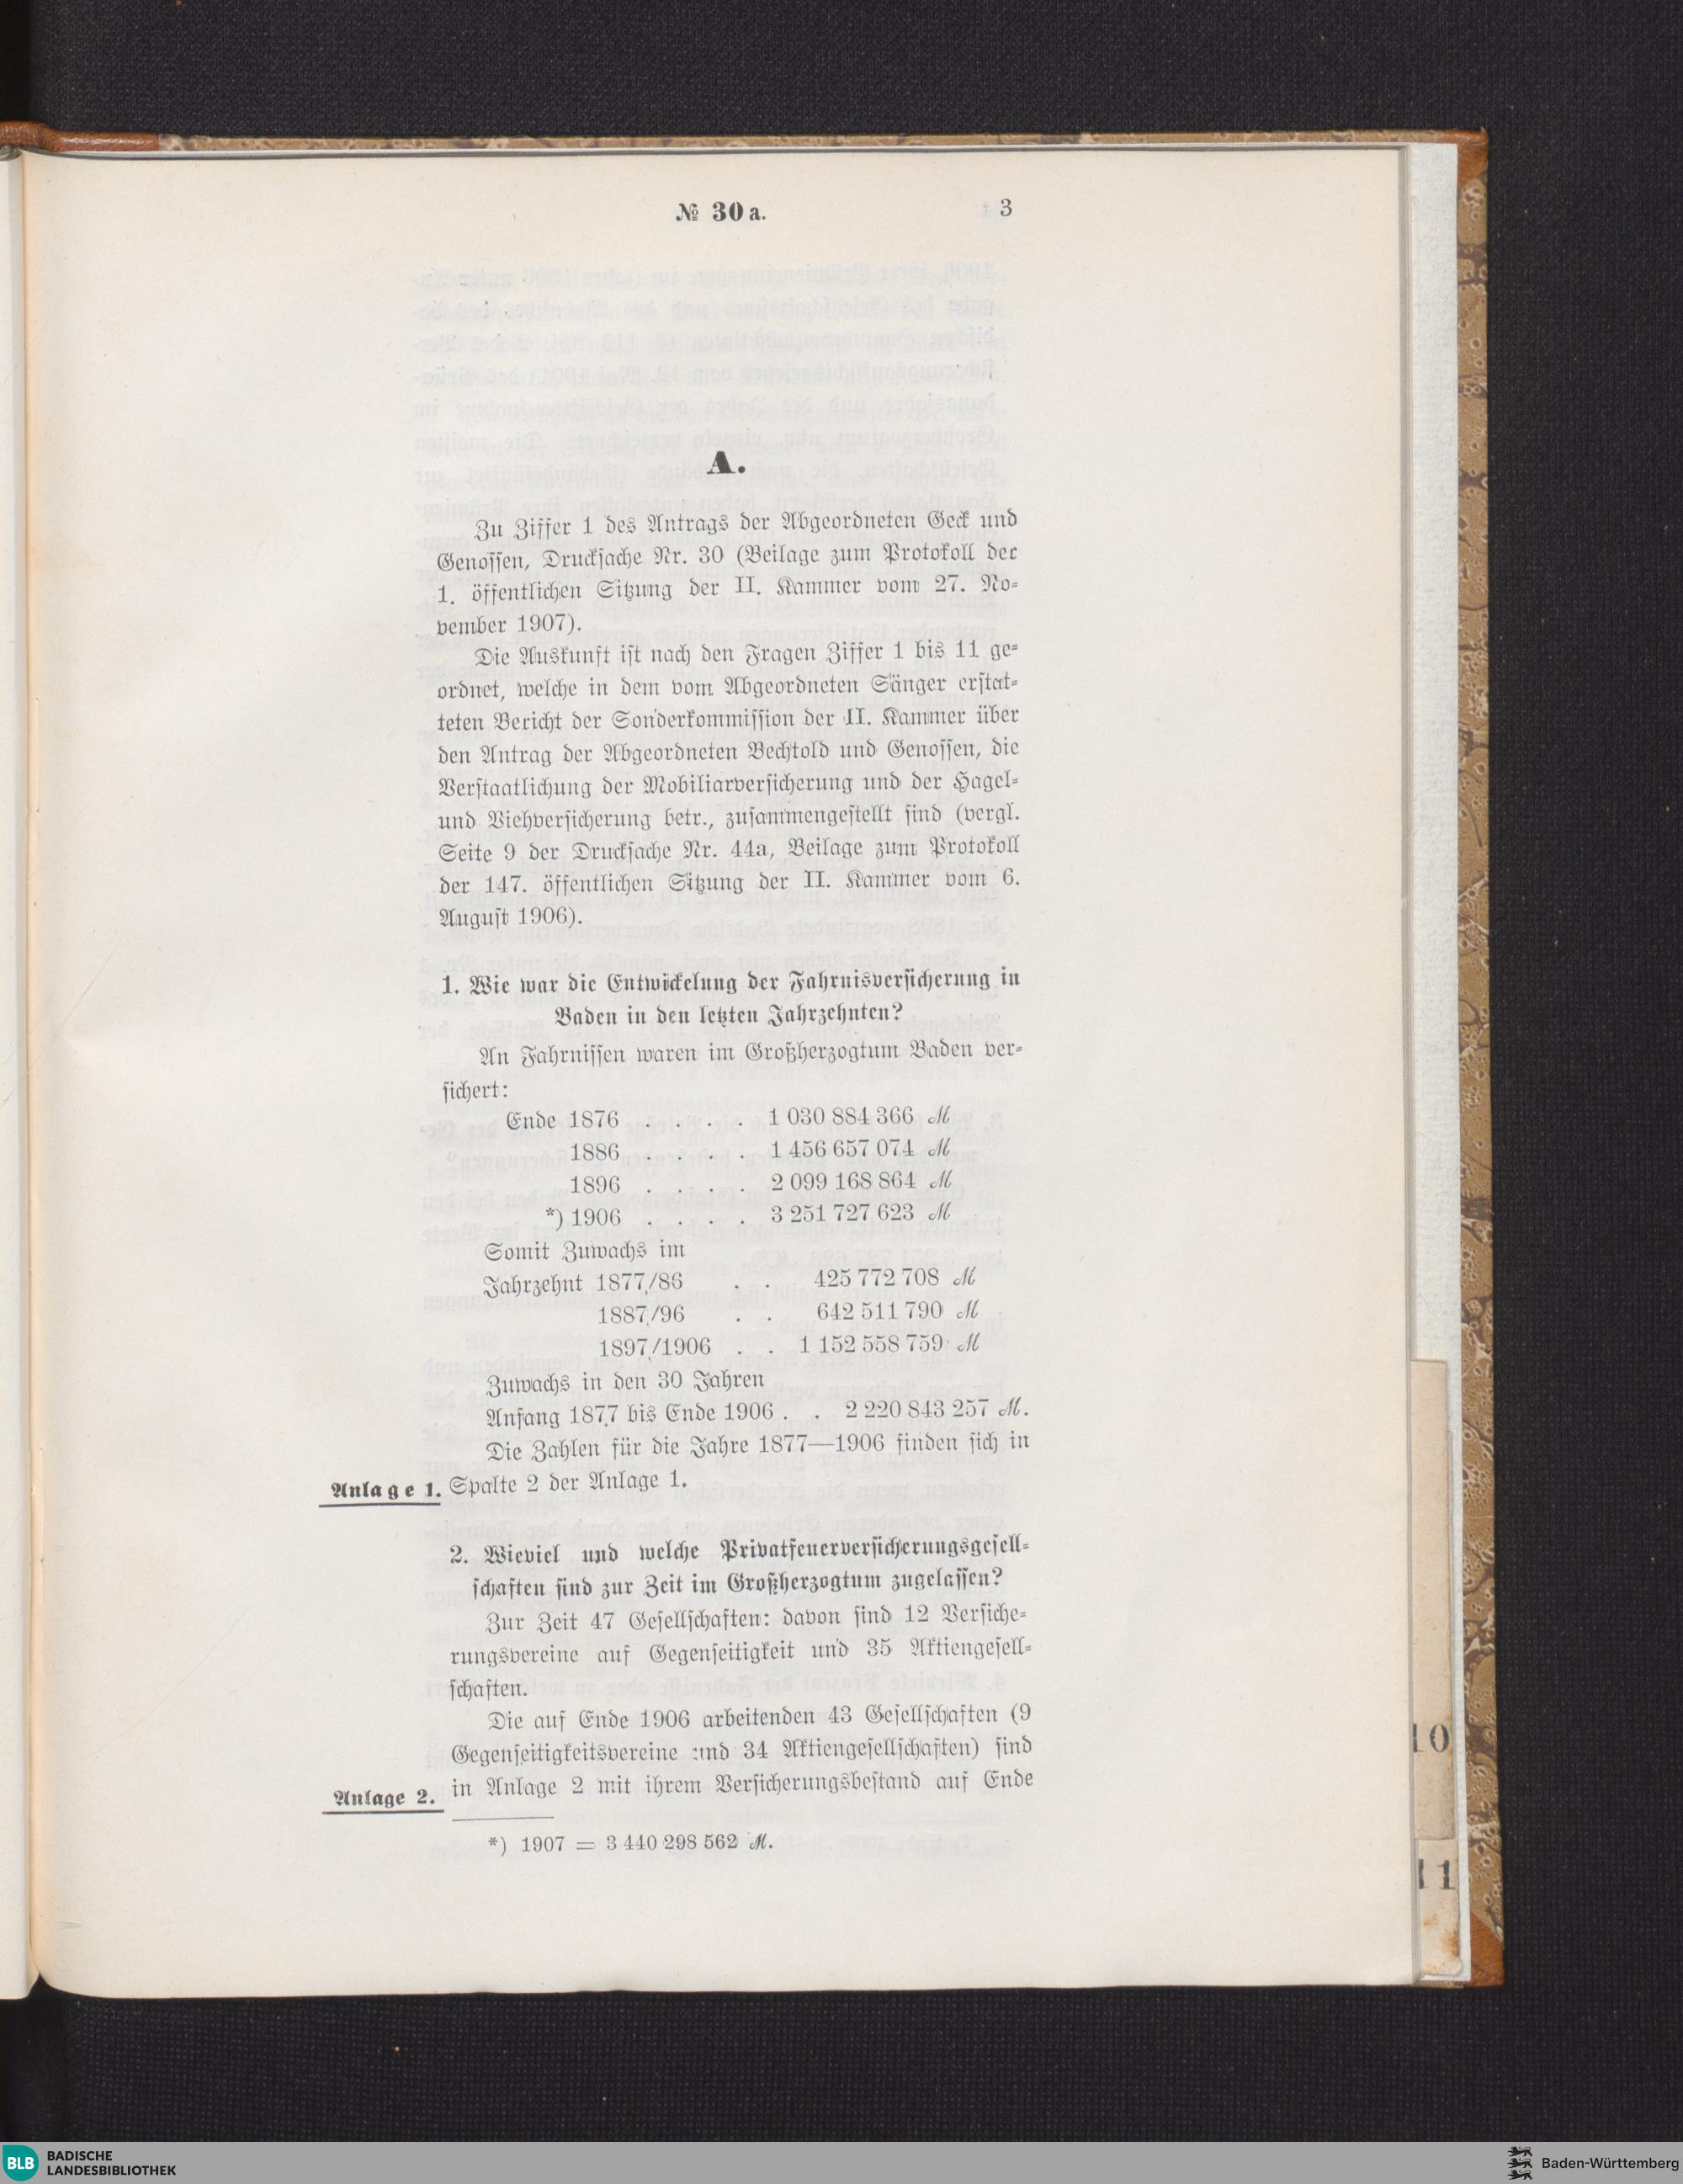 № 30 a.
3
A.
Zu Ziffer 1 des Antrags der Abgeordneten Geck und
Genossen, Drucksache Nr. 30 (Beilage zum Protokoll der
1. öffentlichen Sitzung der II. Kammer vom 27. No-
vember 1907).
Die Auskunft ist nach den Fragen Ziffer 1 bis 11 ge-
ordnet, welche in dem vom Abgeordneten Sänger erstat-
teten Bericht der Sonderkommission der II. Kammer über
den Antrag der Abgeordneten Bechtold und Genossen, die
Verstaatlichung der Mobiliarversicherung und der Hagel-
und Viehversicherung betr., zusammengestellt sind (vergl.
Seite 9 der Drucksache Nr. 44a, Beilage zum Protokoll
der 147. öffentlichen Sitzung der II. Kammer vom 6.
August 1906).
1. Wie war die Entwickelung der Fahrnisversicherung in
Baden in den letzten Jahrzehnten?
An Fahrnissen waren im Großherzogtum Baden ver-
sichert:
Ende 1876 . . . . 1 030 884 366 ℳ
1886 . . . . 1 456 657 074 ℳ
1896 . . . . 2 099 168 864 ℳ
*) 1906 . . . . 3 251 727 623 ℳ
Somit Zuwachs im
Jahrzehnt 1877/86 . . 425 772 708 ℳ
1887/96 . . 642 511 790 ℳ
1897/1906 . . 1 152 558 759 ℳ
Zuwachs in den 30 Jahren
Anfang 1877 bis Ende 1906 . . 2 220 843 257 ℳ.
Die Zahlen für die Jahre 1877—1906 finden sich in
Anlage 1. Spalte 2 der Anlage 1.
2. Wieviel und welche Privatfeuerversicherungsgesell-
schaften sind zur Zeit im Großherzogtum zugelassen?
Zur Zeit 47 Gesellschaften: davon sind 12 Versiche-
rungsvereine auf Gegenseitigkeit und 35 Aktiengesell-
schaften.
Die auf Ende 1906 arbeitenden 43 Gesellschaften (9
Gegenseitigkeitsvereine und 34 Aktiengesellschaften) sind
Anlage 2. in Anlage 2 mit ihrem Versicherungsbestand auf Ende
*) 1907 = 3 440 298 562 ℳ.
10
11
BLB BADISCHE
LANDESBIBLIOTHEK
Baden-Württemberg